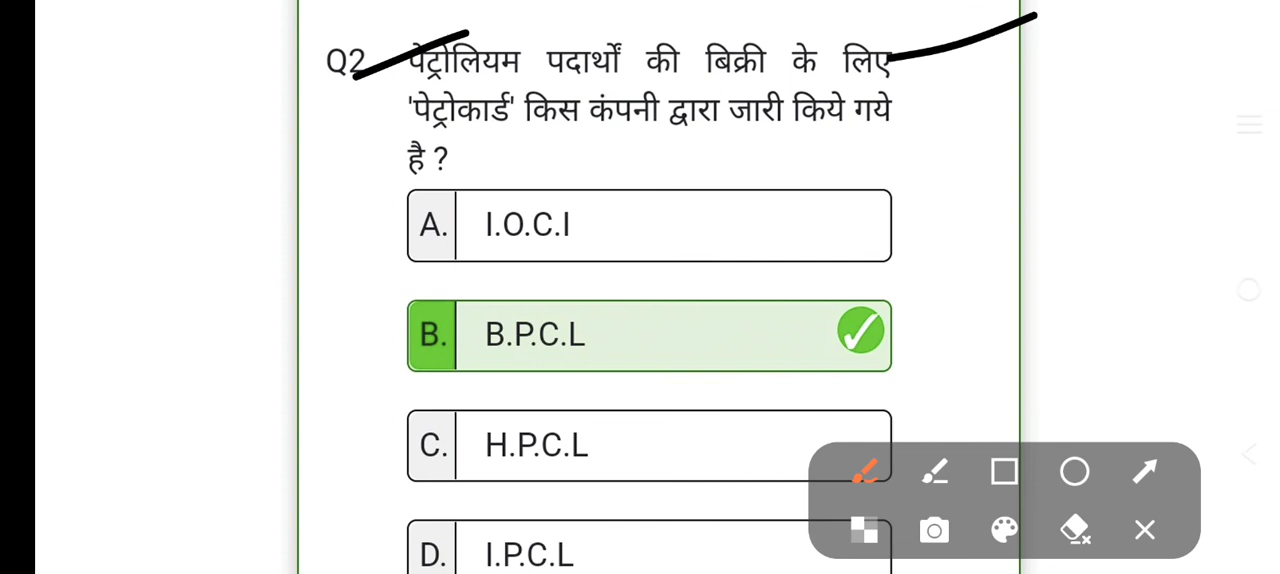 Q2 पेट्रोलियम पदार्थों की बिक्री के लिए
'पेट्रोकार्ड' किस कंपनी द्वारा जारी किये गये
है ?
A. I.O.C.I
B. B.P.C.L
C. H.P.C.L
D. I.P.C.L